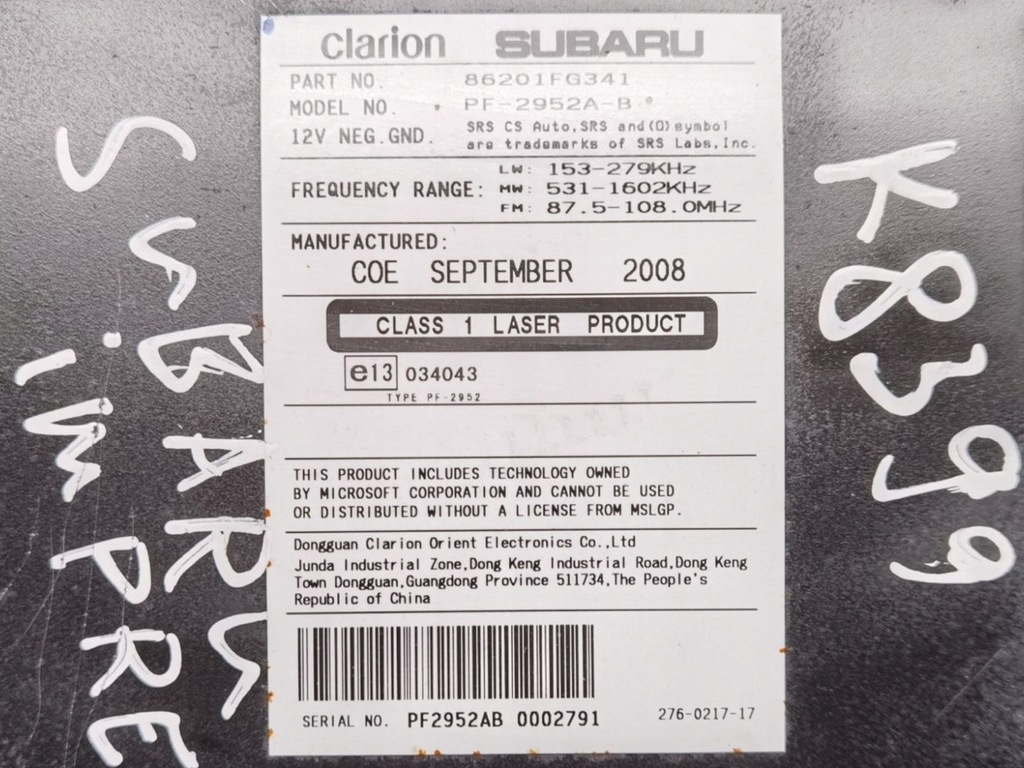 clarion SUBARU
PART NO. 86201FG341
MODEL NO. PF-2952A-B
12V NEG.GND. SRS CS Auto,SRS and(O)symbol
are trademarks of SRS Labs,Inc.
FREQUENCY RANGE: LW: 153-279KHz
MW: 531-1602KHz
FM: 87.5-108.0MHz
MANUFACTURED:
COE SEPTEMBER 2008
CLASS 1 LASER PRODUCT
e13 034043
TYPE PF-2952
THIS PRODUCT INCLUDES TECHNOLOGY OWNED
BY MICROSOFT CORPORATION AND CANNOT BE USED
OR DISTRIBUTED WITHOUT A LICENSE FROM MSLGP.
Dongguan Clarion Orient Electronics Co.,Ltd
Junda Industrial Zone,Dong Keng Industrial Road,Dong Keng
Town Dongguan,Guangdong Province 511734,The People's
Republic of China
SERIAL NO. PF2952AB 0002791
276-0217-17
SuBARu
imPRE
K8399